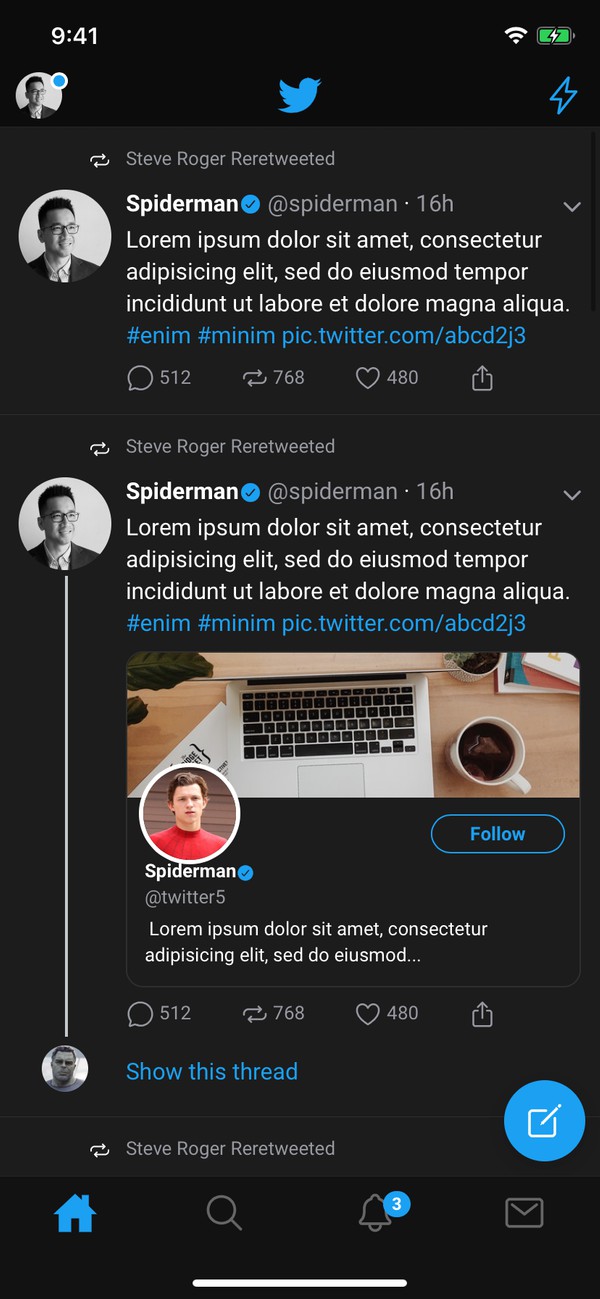 9:41
Steve Roger Reretweeted
Spiderman @spiderman · 16h
Lorem ipsum dolor sit amet, consectetur
adipisicing elit, sed do eiusmod tempor
incididunt ut labore et dolore magna aliqua.
#enim #minim pic.twitter.com/abcd2j3
512 768 480
Steve Roger Reretweeted
Spiderman @spiderman · 16h
Lorem ipsum dolor sit amet, consectetur
adipisicing elit, sed do eiusmod tempor
incididunt ut labore et dolore magna aliqua.
#enim #minim pic.twitter.com/abcd2j3
Follow
Spiderman
@twitter5
Lorem ipsum dolor sit amet, consectetur
adipisicing elit, sed do eiusmod...
512 768 480
Show this thread
Steve Roger Reretweeted
3